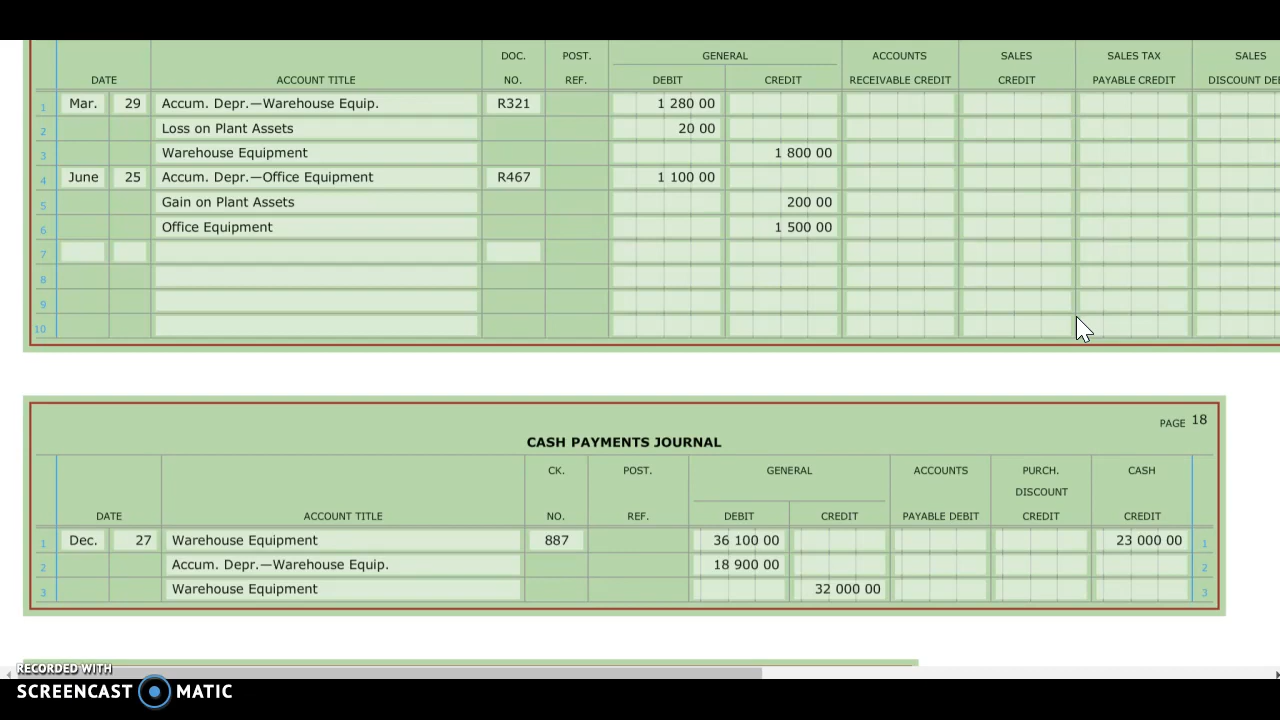 DOC. POST. GENERAL ACCOUNTS SALES SALES TAX SALES
DATE ACCOUNT TITLE NO. REF. DEBIT CREDIT RECEIVABLE CREDIT CREDIT PAYABLE CREDIT DISCOUNT
1 Mar. 29 Accum. Depr.—Warehouse Equip. R321 1 280 00
2 Loss on Plant Assets 20 00
3 Warehouse Equipment 1 800 00
4 June 25 Accum. Depr.—Office Equipment R467 1 100 00
5 Gain on Plant Assets 200 00
6 Office Equipment 1 500 00
7
8
9
10
PAGE 18
CASH PAYMENTS JOURNAL
CK. POST. GENERAL ACCOUNTS PURCH. CASH
DISCOUNT
DATE ACCOUNT TITLE NO. REF. DEBIT CREDIT PAYABLE DEBIT CREDIT CREDIT
1 Dec. 27 Warehouse Equipment 887 36 100 00 23 000 00 1
2 Accum. Depr.—Warehouse Equip. 18 900 00 2
3 Warehouse Equipment 32 000 00 3
RECORDED WITH
SCREENCAST MATIC